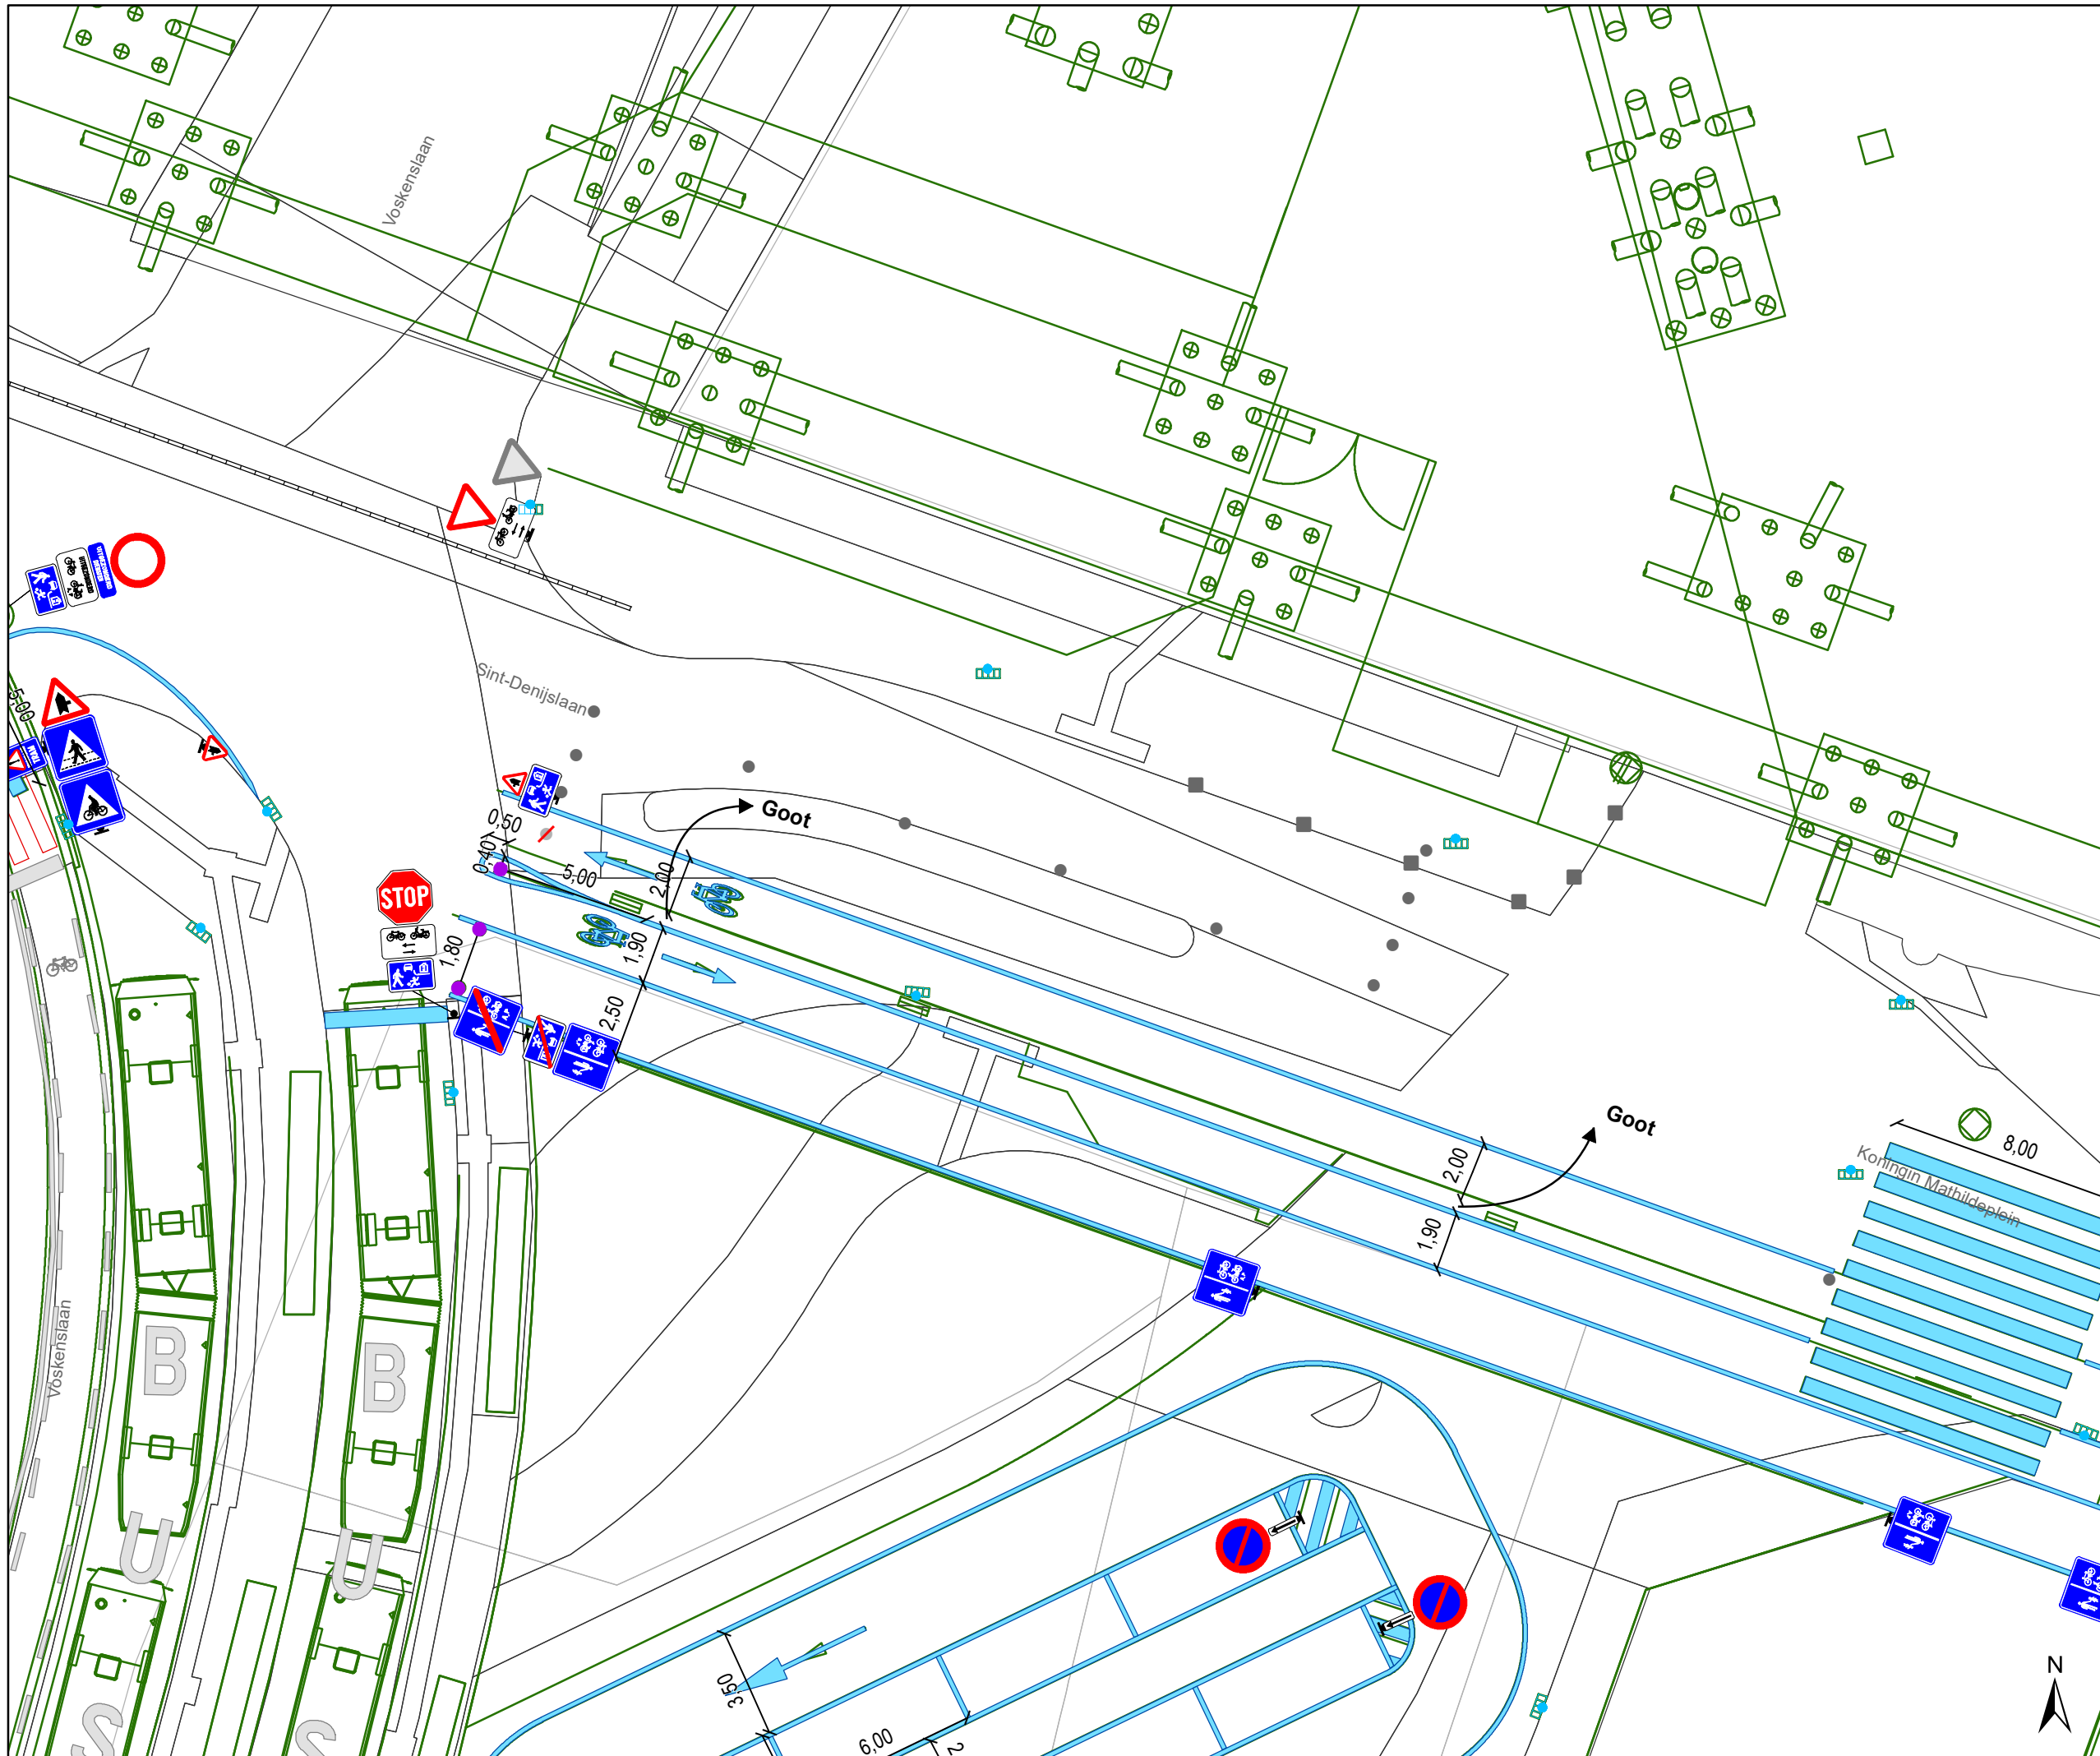 Voskenslaan
Sint-Denijslaan
5,00
0,50
0,40
5,00
2,00
Goot
STOP
1,80
1,90
2,50
Goot
2,00
1,90
8,00
Koningin Mathildeplein
Voskenslaan
B
B
U
U
S
S
3,50
6,00
2
N